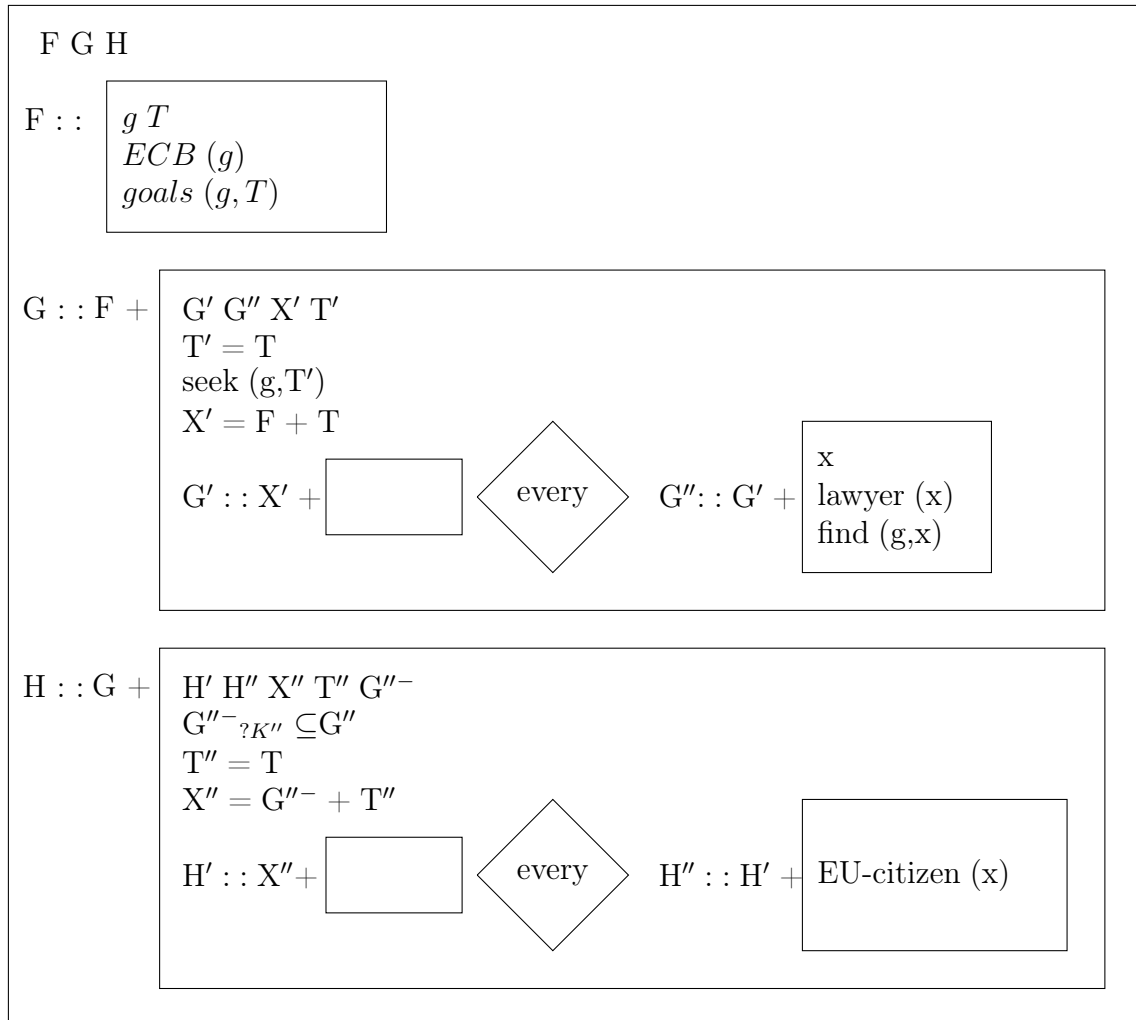 F G H
F : :
g T
ECB (g)
goals (g, T)
G : : F +
G′ G′′ X′ T′
T′ = T
seek (g,T′)
X′ = F + T
G′ : : X′ + every G′′: : G′ +
x
lawyer (x)
find (g,x)
H : : G +
H′ H′′ X′′ T′′ G′′⁻
G′′⁻?K′′ ⊆G′′
T′′ = T
X′′ = G′′⁻ + T′′
H′ : : X′′+ every H′′ : : H′ + EU-citizen (x)